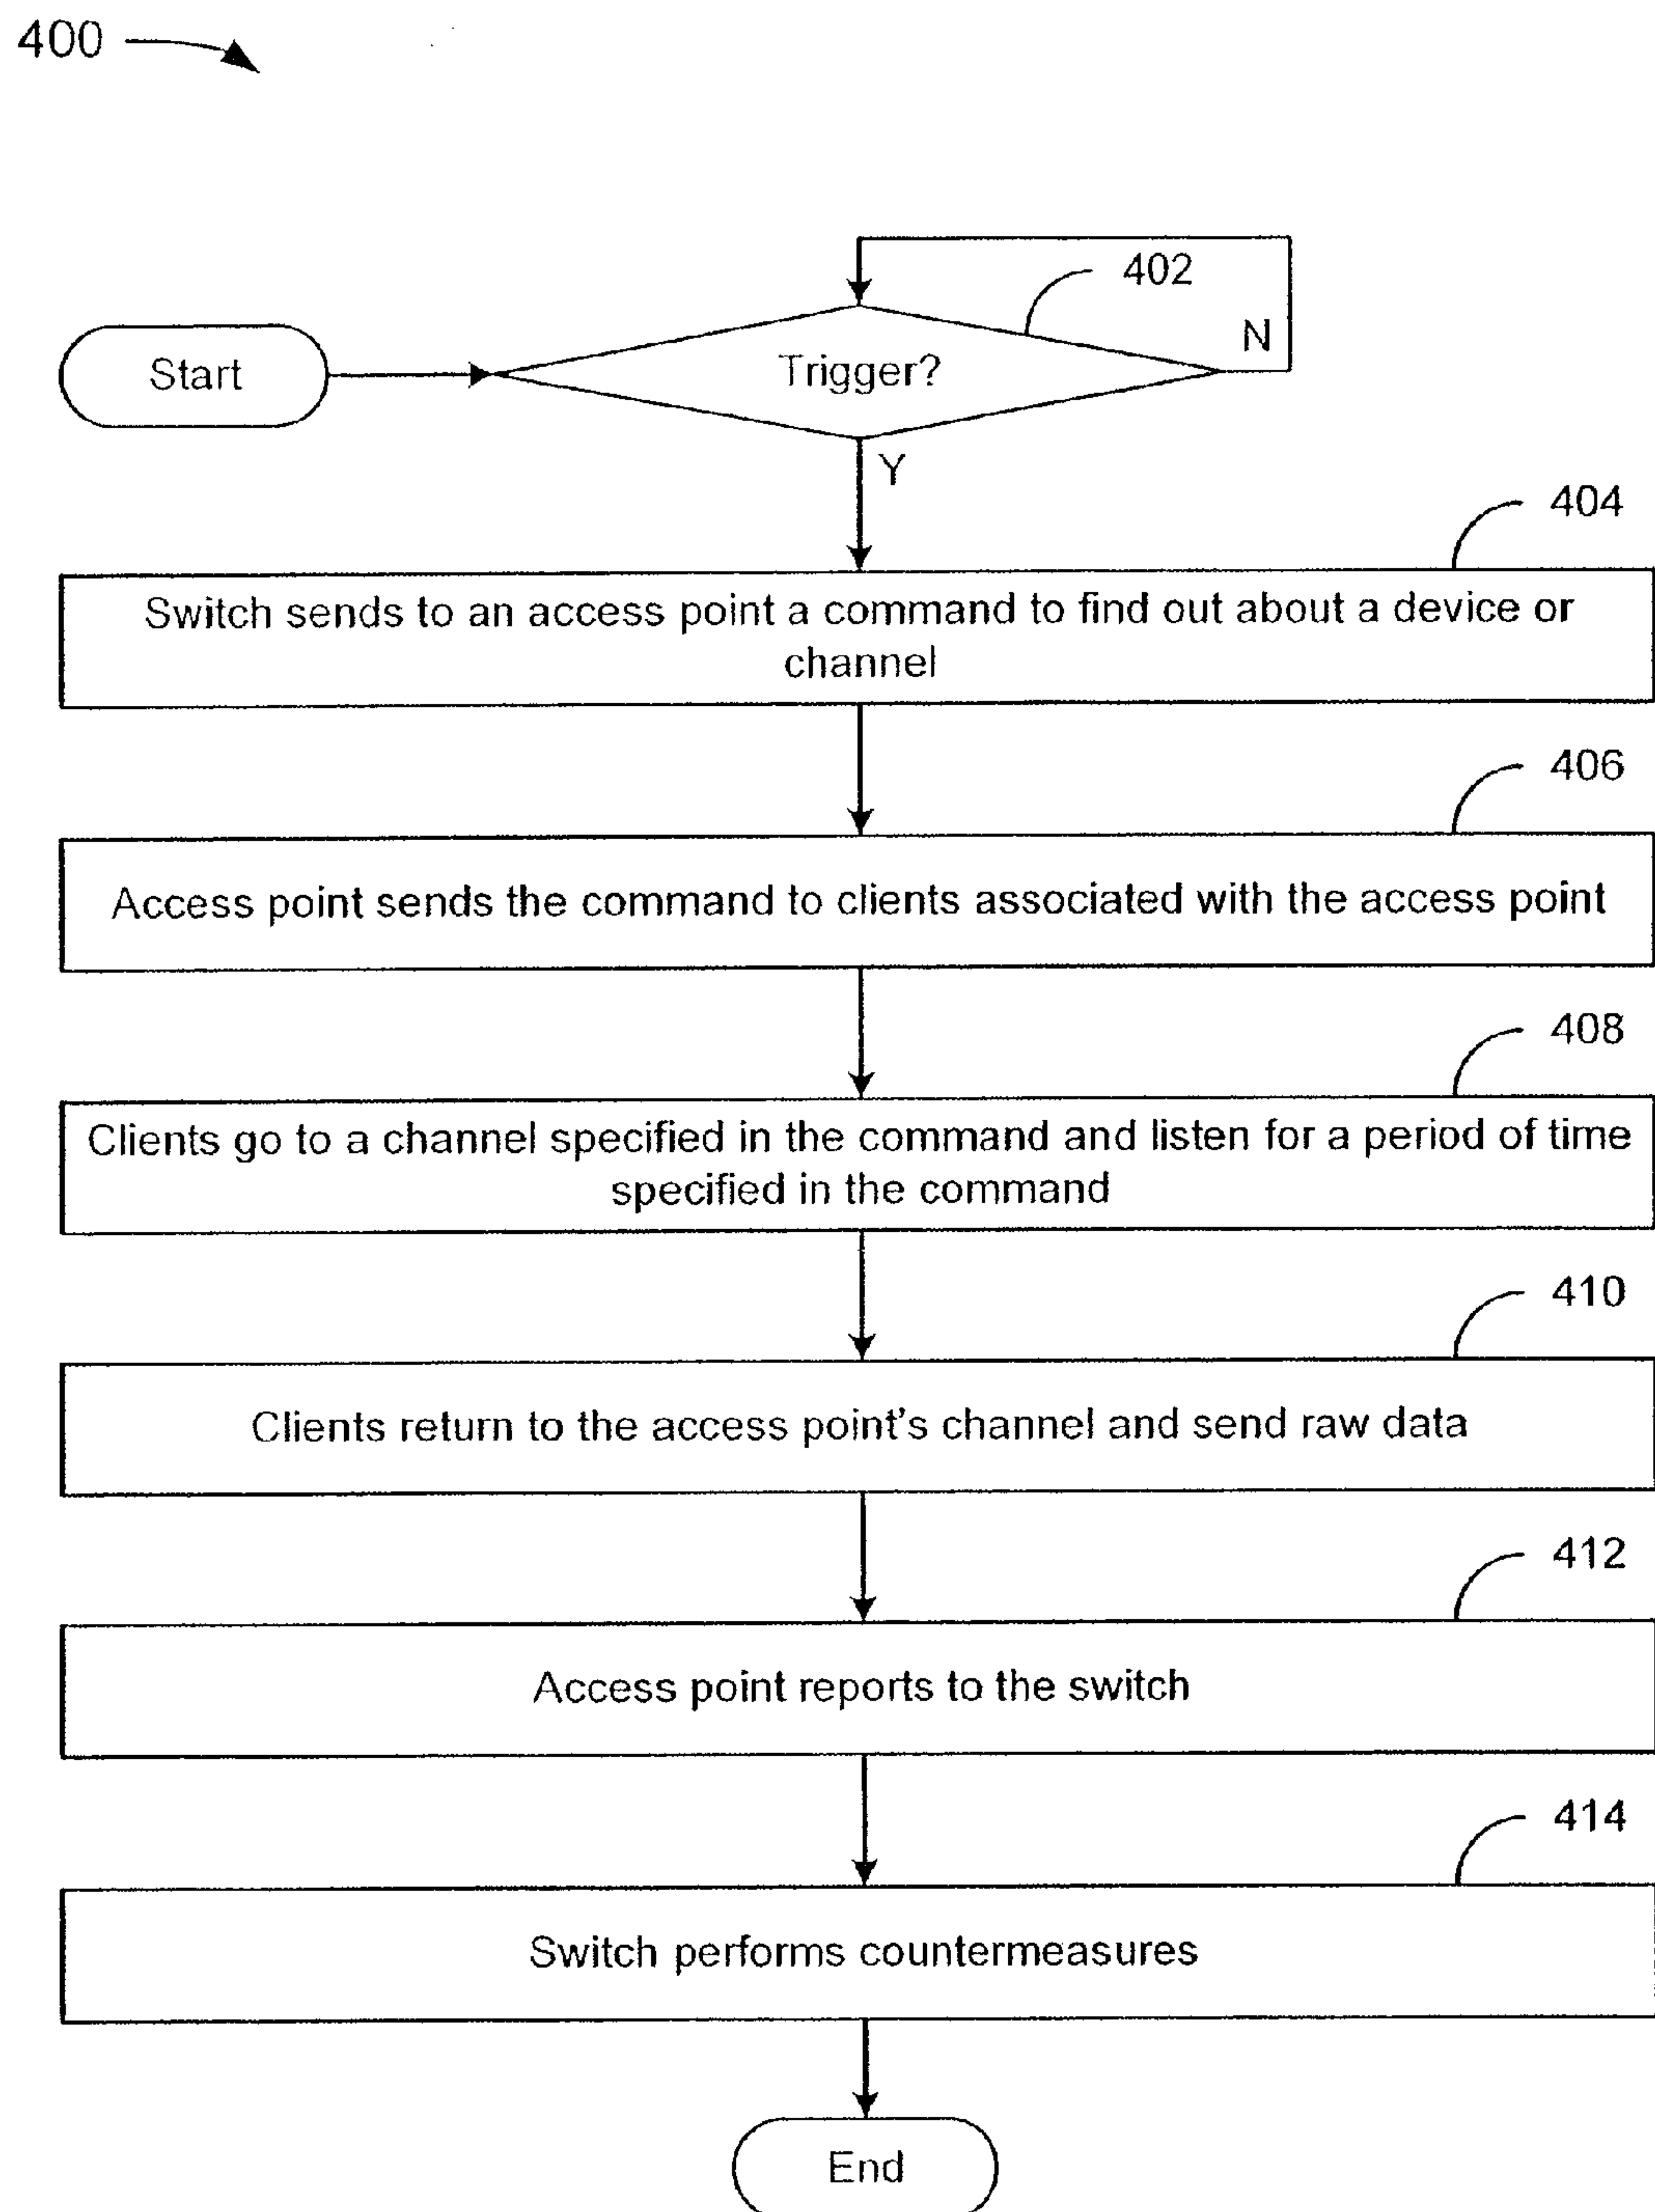 400
402
N
Start
Trigger?
Y
404
Switch sends to an access point a command to find out about a device or
channel
406
Access point sends the command to clients associated with the access point
408
Clients go to a channel specified in the command and listen for a period of time
specified in the command
410
Clients return to the access point's channel and send raw data
412
Access point reports to the switch
414
Switch performs countermeasures
End